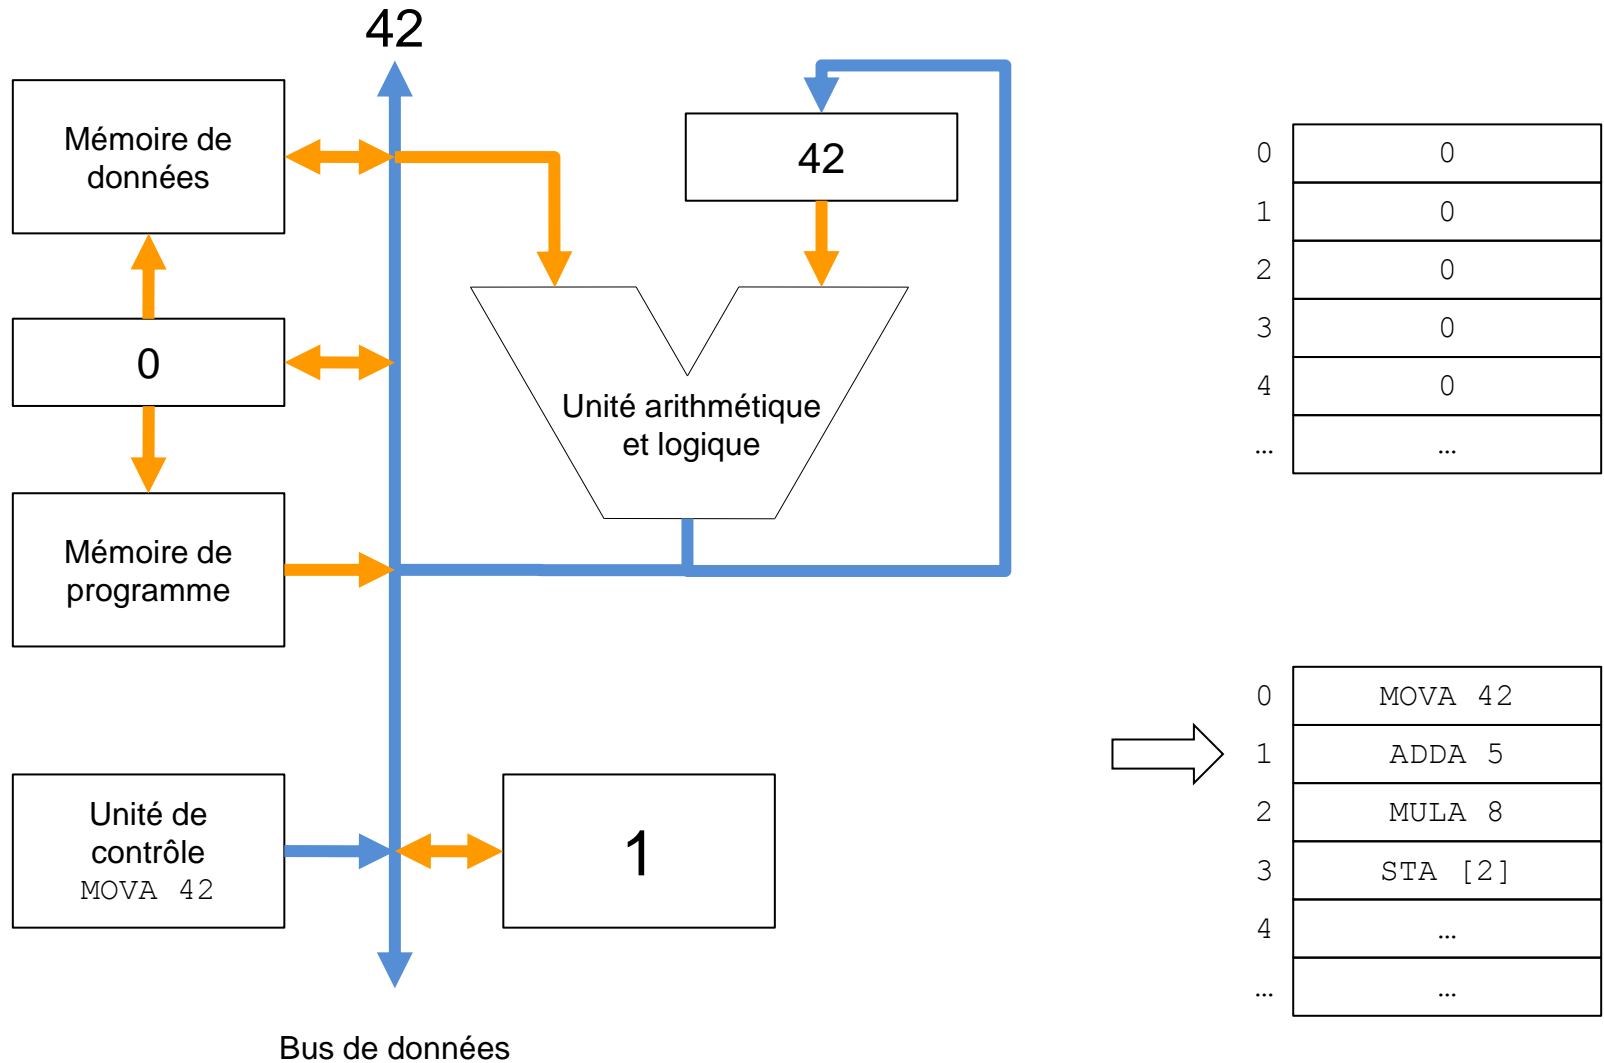 42
Mémoire de
données
42
0
Mémoire de
programme
Unité arithmétique
et logique
Unité de
contrôle
MOVA 42
1
Bus de données
0 0
1 0
2 0
3 0
4 0
… …
0 MOVA 42
1 ADDA 5
2 MULA 8
3 STA [2]
4 …
… …